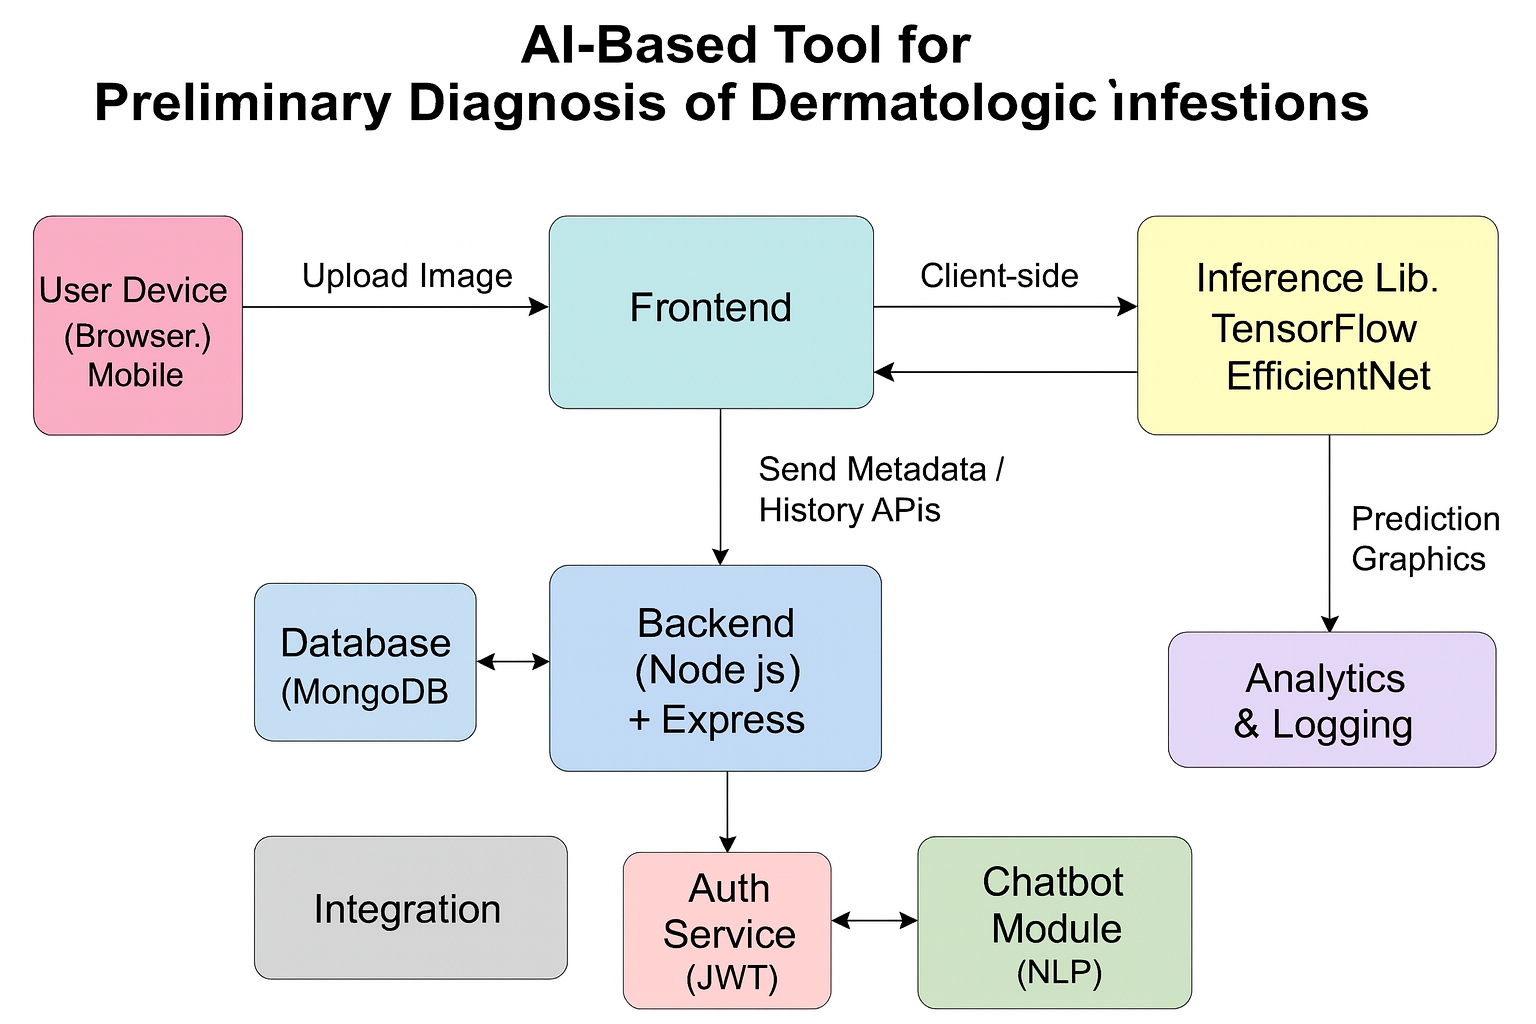 AI-Based Tool for
Preliminary Diagnosis of Dermatologic ìnfestions
User Device
(Browser.)
Mobile
Upload Image
Frontend
Client-side
Inference Lib.
TensorFlow
EfficientNet
Send Metadata /
History APis
Prediction
Graphics
Database
(MongoDB
Backend
(Node js)
+ Express
Analytics
& Logging
Integration
Auth
Service
(JWT)
Chatbot
Module
(NLP)